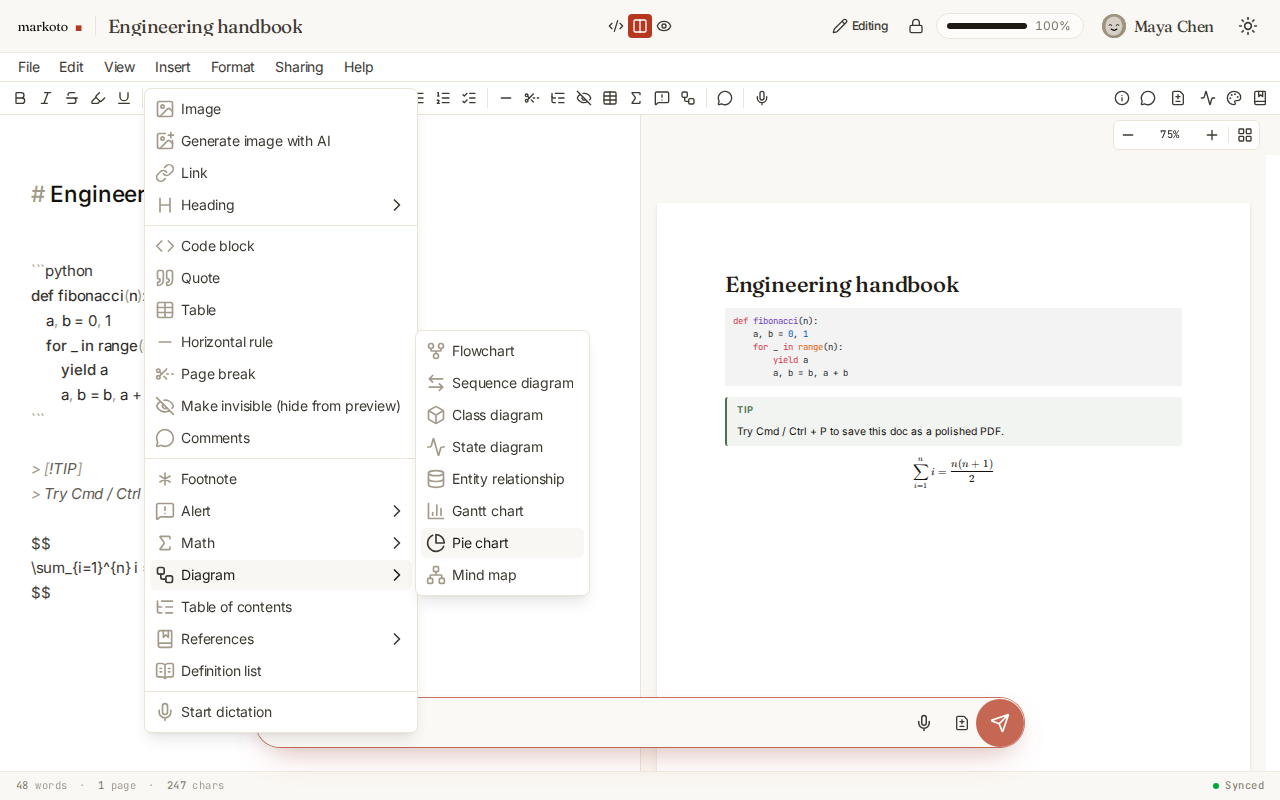 markoto
Engineering handbook
Editing
100%
Maya Chen
File Edit View Insert Format Sharing Help
75%
Image
Generate image with AI
Link
Heading
Code block
Quote
Table
Horizontal rule
Page break
Make invisible (hide from preview)
Comments
Footnote
Alert
Math
Diagram
Table of contents
References
Definition list
Start dictation
Flowchart
Sequence diagram
Class diagram
State diagram
Entity relationship
Gantt chart
Pie chart
Mind map
# Engineer
```python
def fibonacci(n):
a, b = 0, 1
for _ in range(
yield a
a, b = b, a +
```
> [!TIP]
> Try Cmd / Ctrl
$$
\sum_{i=1}^{n} i
$$
Engineering handbook
def fibonacci(n):
a, b = 0, 1
for _ in range(n):
yield a
a, b = b, a + b
TIP
Try Cmd / Ctrl + P to save this doc as a polished PDF.
n
∑ i = n(n + 1)
i=1 2
48 words · 1 page · 247 chars
Synced